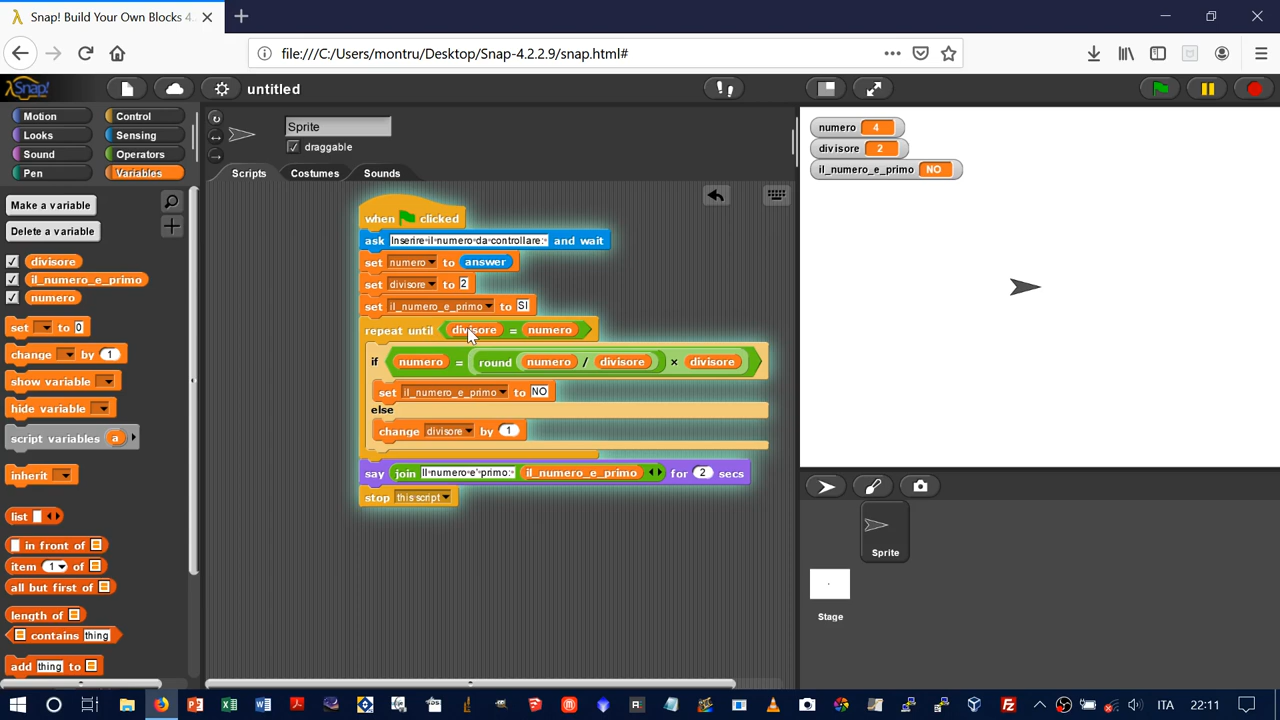 Snap! Build Your Own Blocks 4.
file:///C:/Users/montru/Desktop/Snap-4.2.2.9/snap.html#
Snap!
untitled
Motion
Control
Looks
Sensing
Sound
Operators
Pen
Variables
Make a variable
Delete a variable
divisore
il_numero_e_primo
numero
set to 0
change by 1
show variable
hide variable
script variables a
inherit
list
in front of
item 1 of
all but first of
length of
contains thing
add thing to
Sprite
draggable
Scripts
Costumes
Sounds
when clicked
ask Inserire il numero da controllare: and wait
set numero to answer
set divisore to 2
set il_numero_e_primo to SI
repeat until divisore = numero
if numero = round numero / divisore × divisore
set il_numero_e_primo to NO
else
change divisore by 1
say join Il numero e' primo: il_numero_e_primo for 2 secs
stop this script
numero 4
divisore 2
il_numero_e_primo NO
Sprite
Stage
ITA
22:11